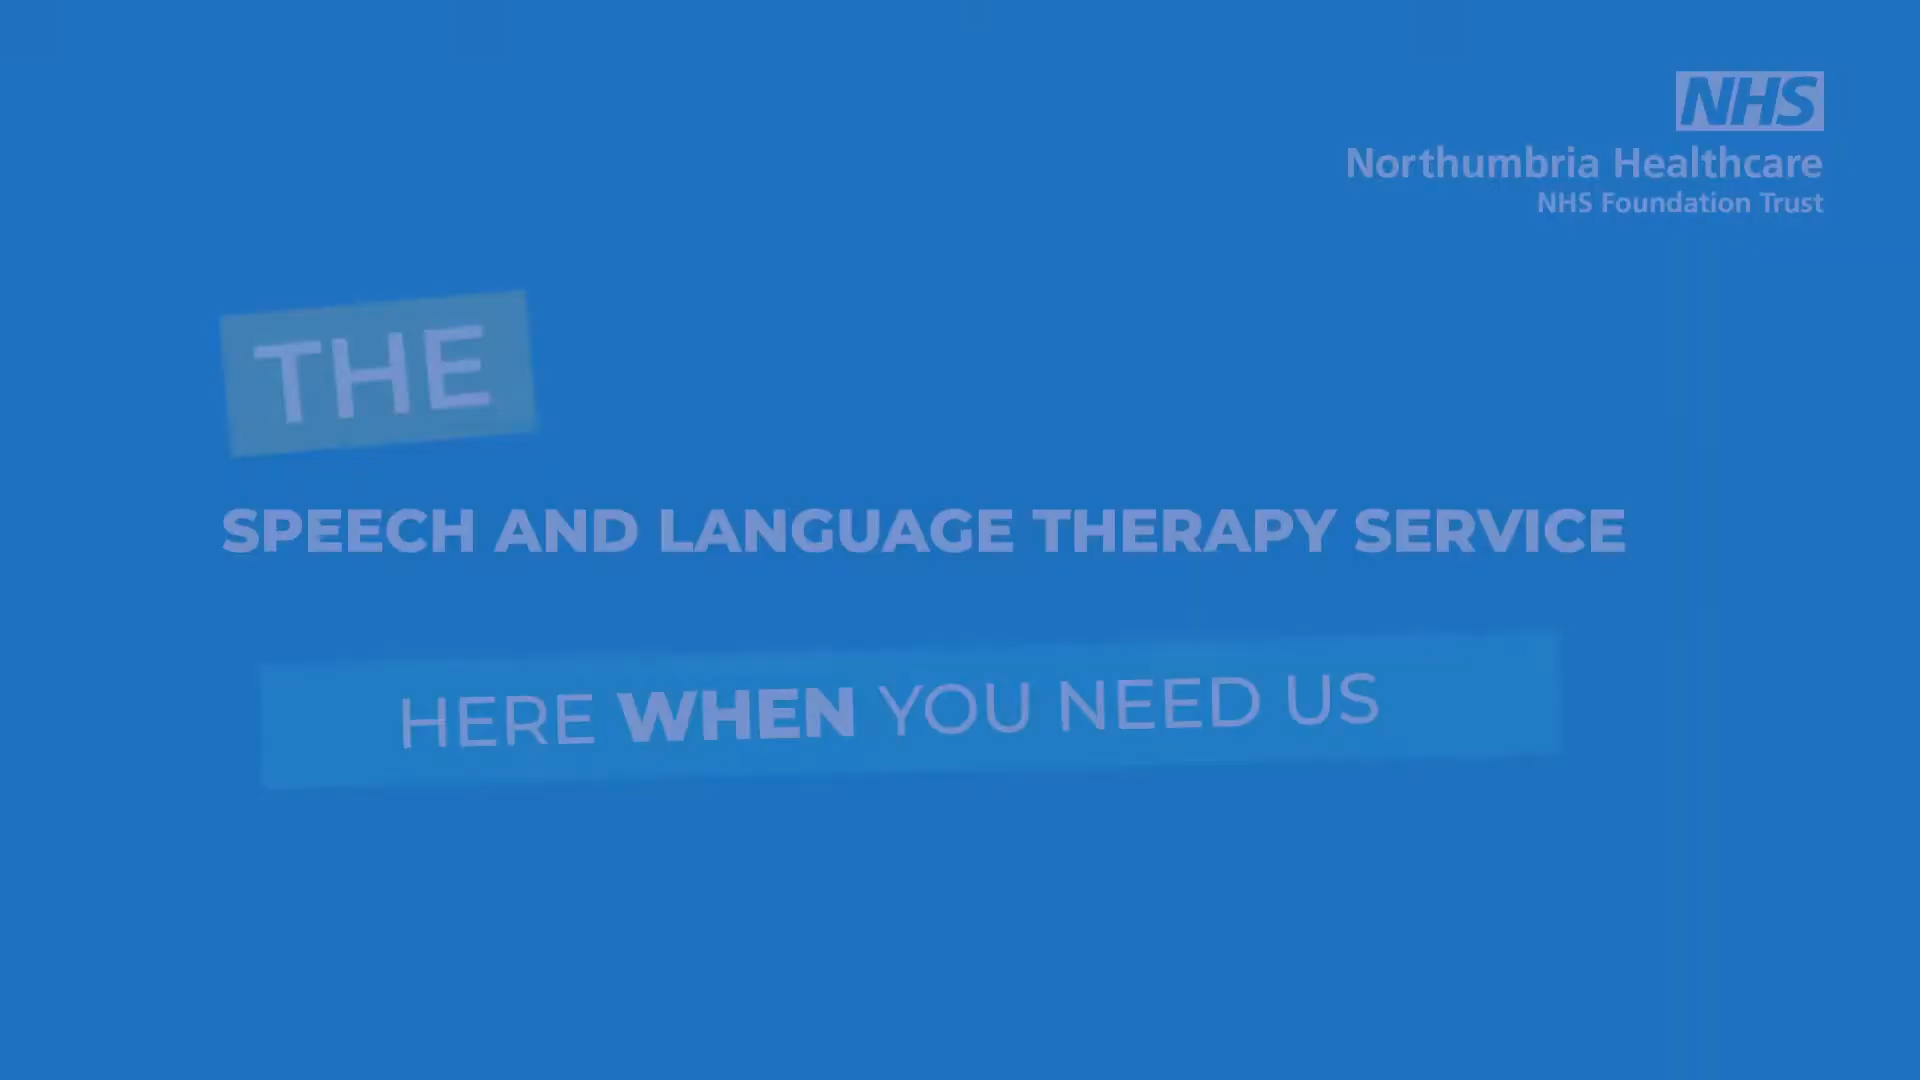 NHS
Northumbria Healthcare
NHS Foundation Trust
THE
SPEECH AND LANGUAGE THERAPY SERVICE
HERE WHEN YOU NEED US